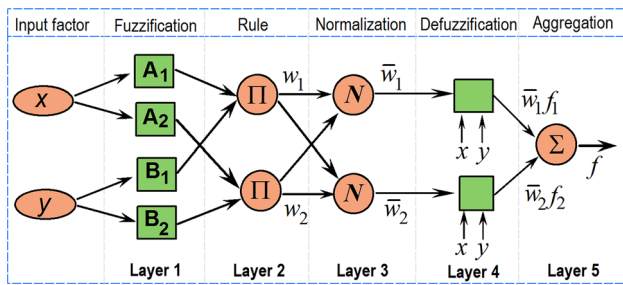 Input factor Fuzzification Rule Normalization Defuzzification Aggregation
A₁
w₁ w̅₁
x Π N w̅₁f₁
A₂
x y Σ
B₁ f
y Π N w̅₂f₂
B₂ w₂ w̅₂
x y
Layer 1 Layer 2 Layer 3 Layer 4 Layer 5